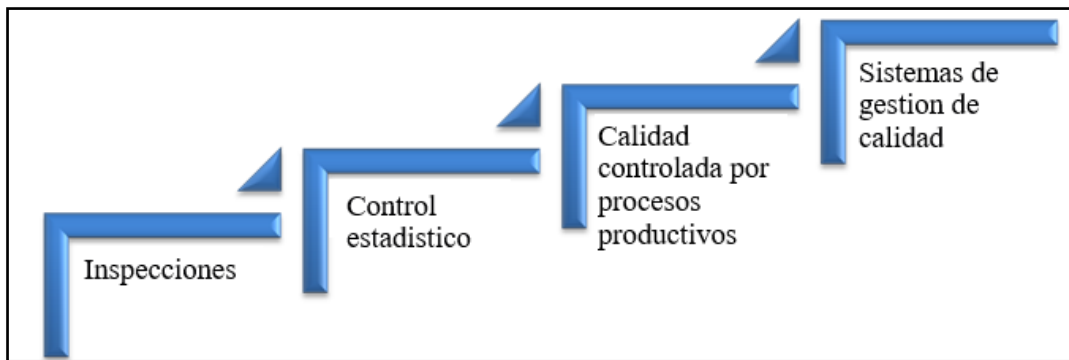 Inspecciones
Control
estadistico
Calidad
controlada por
procesos
productivos
Sistemas de
gestion de
calidad